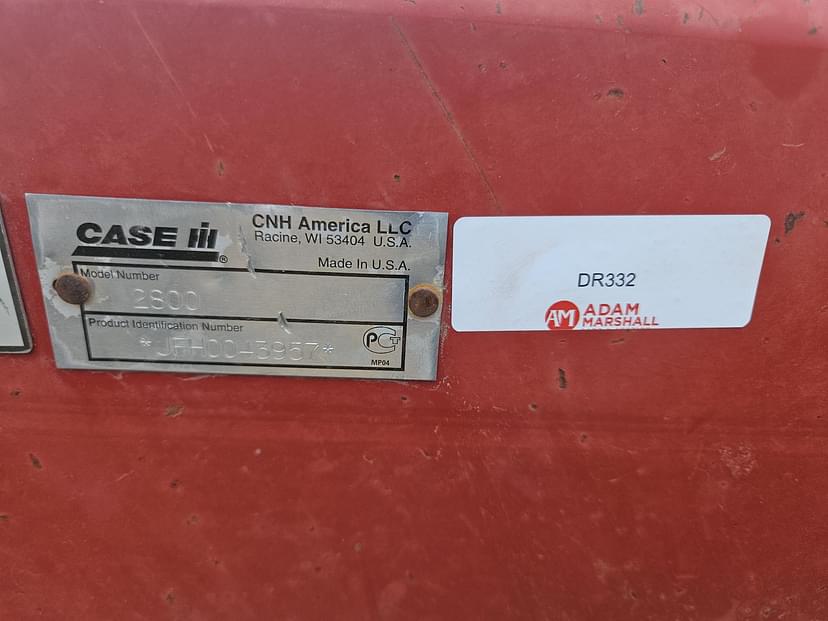 CASE IH®
CNH America LLC
Racine, WI 53404 U.S.A.
Made in U.S.A.
Model Number
2800
Product Identification Number
*JFH0043957*
PCT
MP04
DR332
AM ADAM
MARSHALL